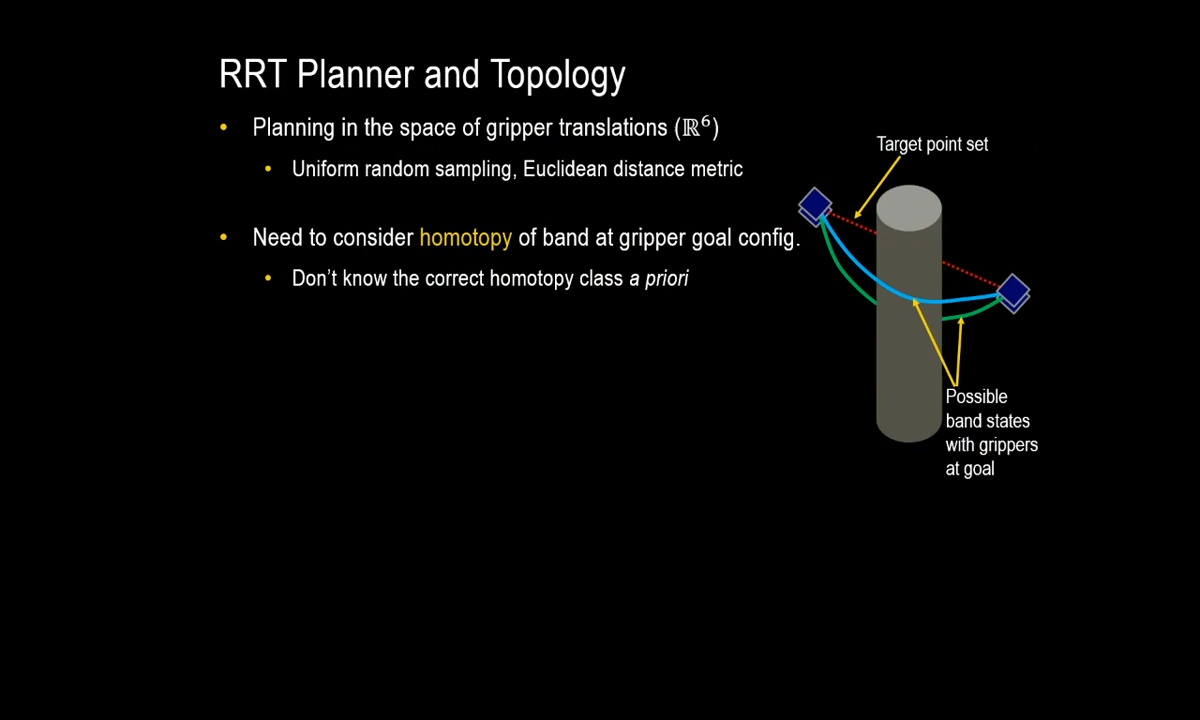 RRT Planner and Topology
• Planning in the space of gripper translations (ℝ⁶)
• Uniform random sampling, Euclidean distance metric
• Need to consider homotopy of band at gripper goal config.
• Don't know the correct homotopy class a priori
Target point set
Possible
band states
with grippers
at goal